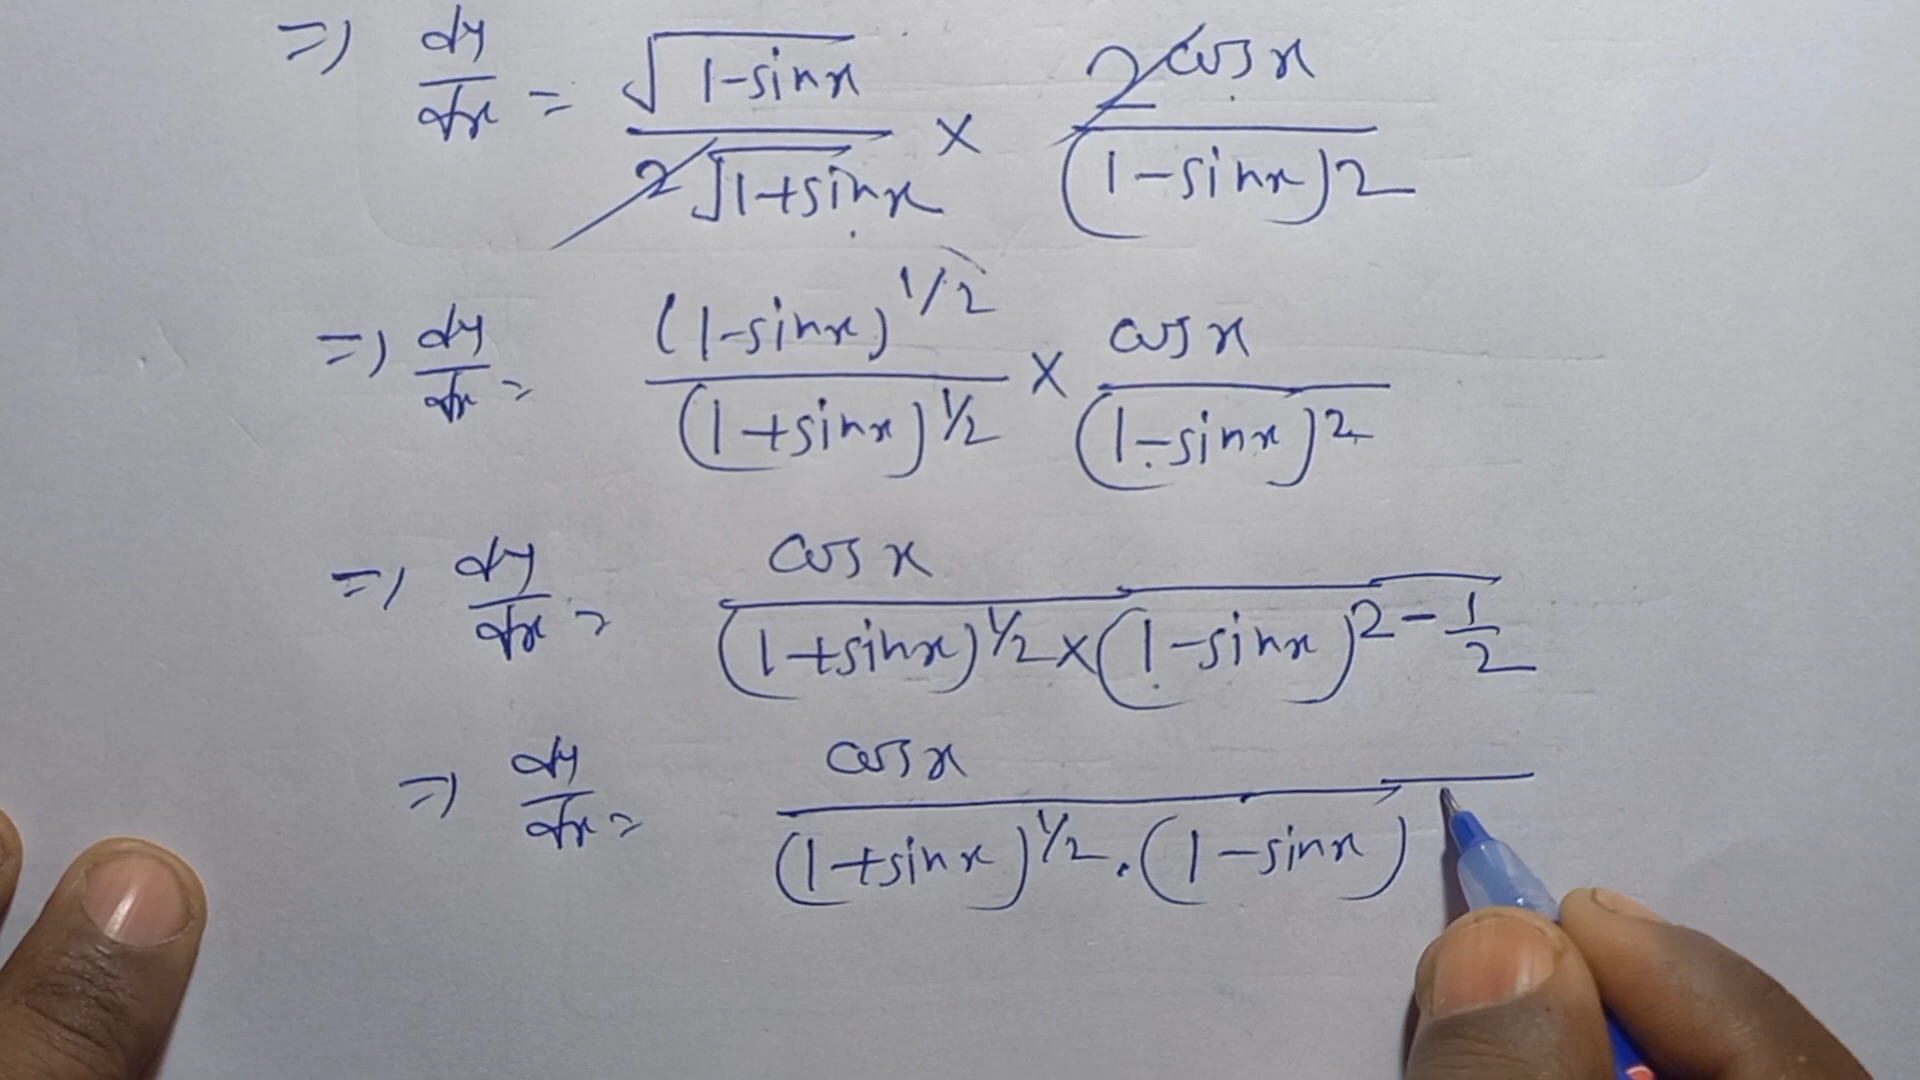 => dy/dx = √(1-sinx) / 2√(1+sinx) × 2cosx / (1-sinx)2
=> dy/dx = (1-sinx)^1/2 / (1+sinx)^1/2 × cosx / (1-sinx)^2
=> dy/dx = cosx / (1+sinx)^1/2 × (1-sinx)^2-1/2
=> dy/dx = cosx / (1+sinx)^1/2 . (1-sinx)